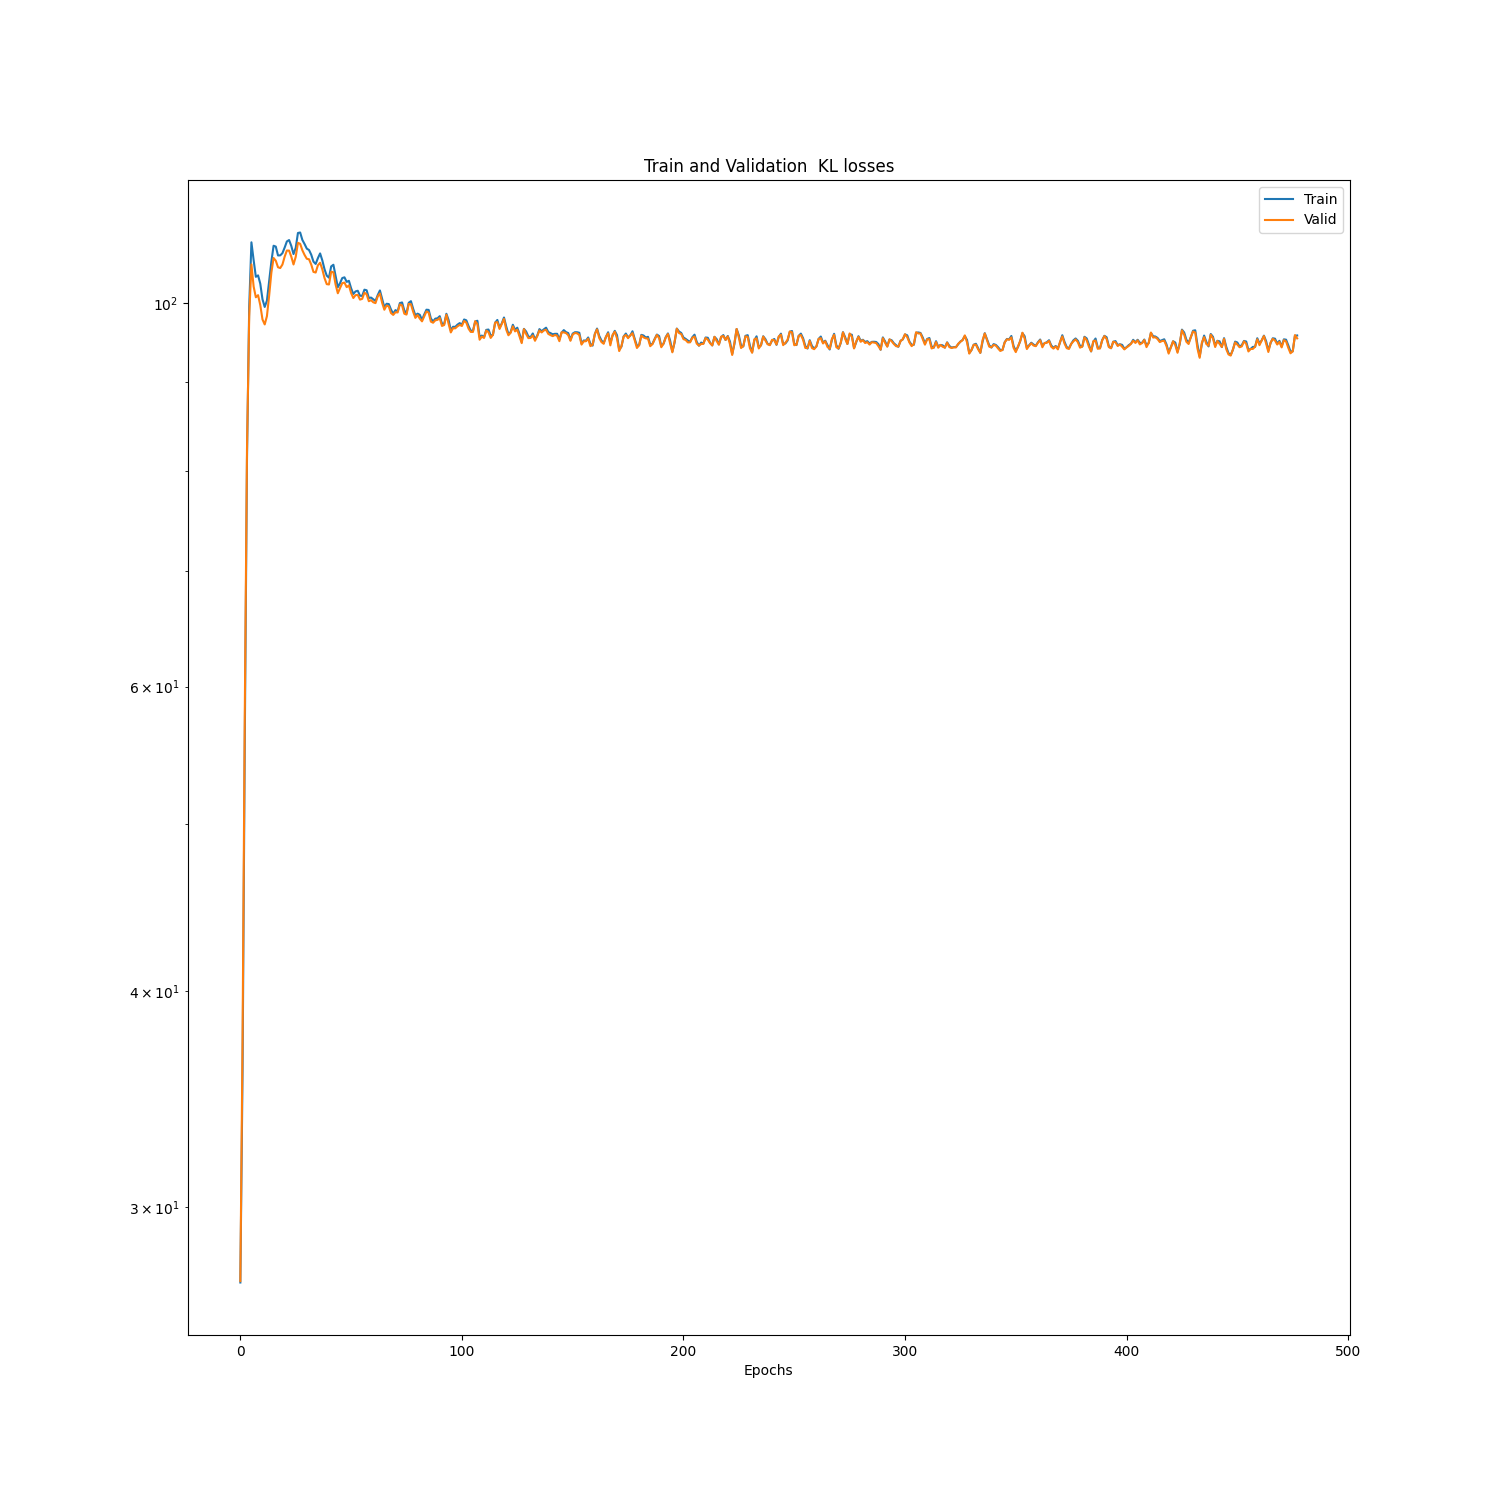 Train and Validation  KL losses
Train
Valid
10²
6 × 10¹
4 × 10¹
3 × 10¹
0 100 200 300 400 500
Epochs